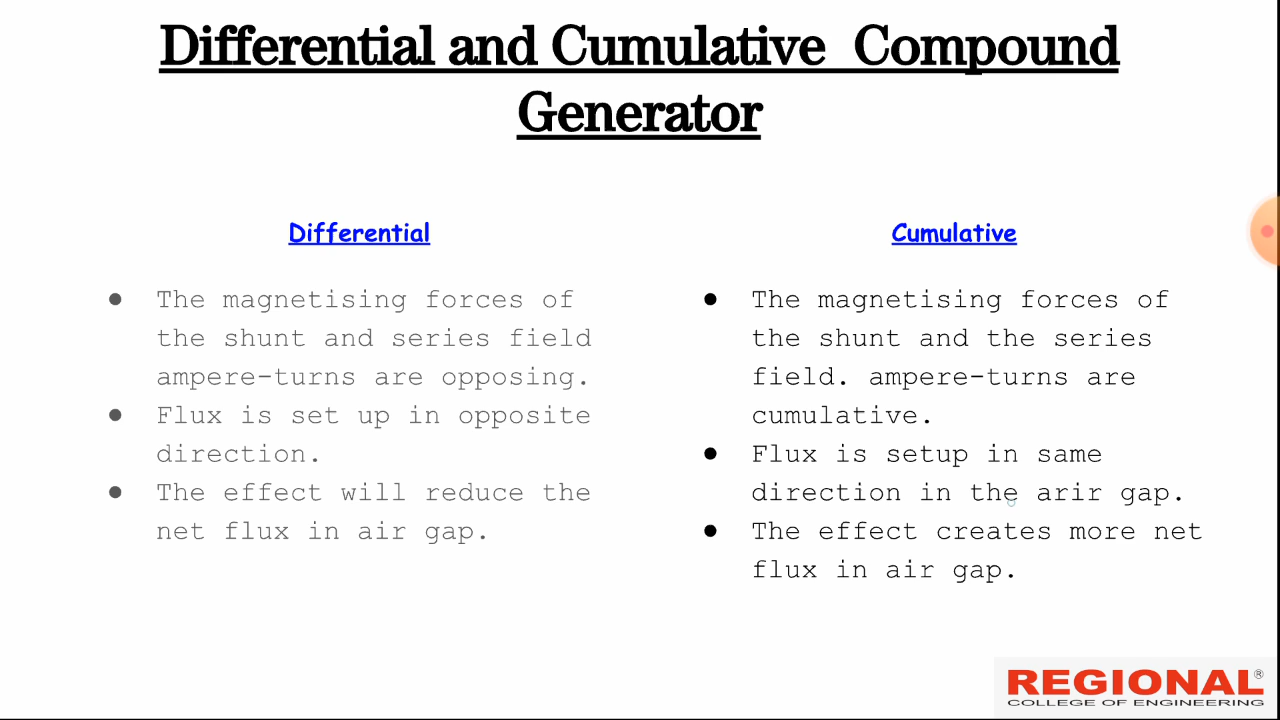 Differential and Cumulative Compound
Generator
Differential
● The magnetising forces of
the shunt and series field
ampere-turns are opposing.
● Flux is set up in opposite
direction.
● The effect will reduce the
net flux in air gap.
Cumulative
● The magnetising forces of
the shunt and the series
field. ampere-turns are
cumulative.
● Flux is setup in same
direction in the arir gap.
● The effect creates more net
flux in air gap.
REGIONAL®
COLLEGE OF ENGINEERING